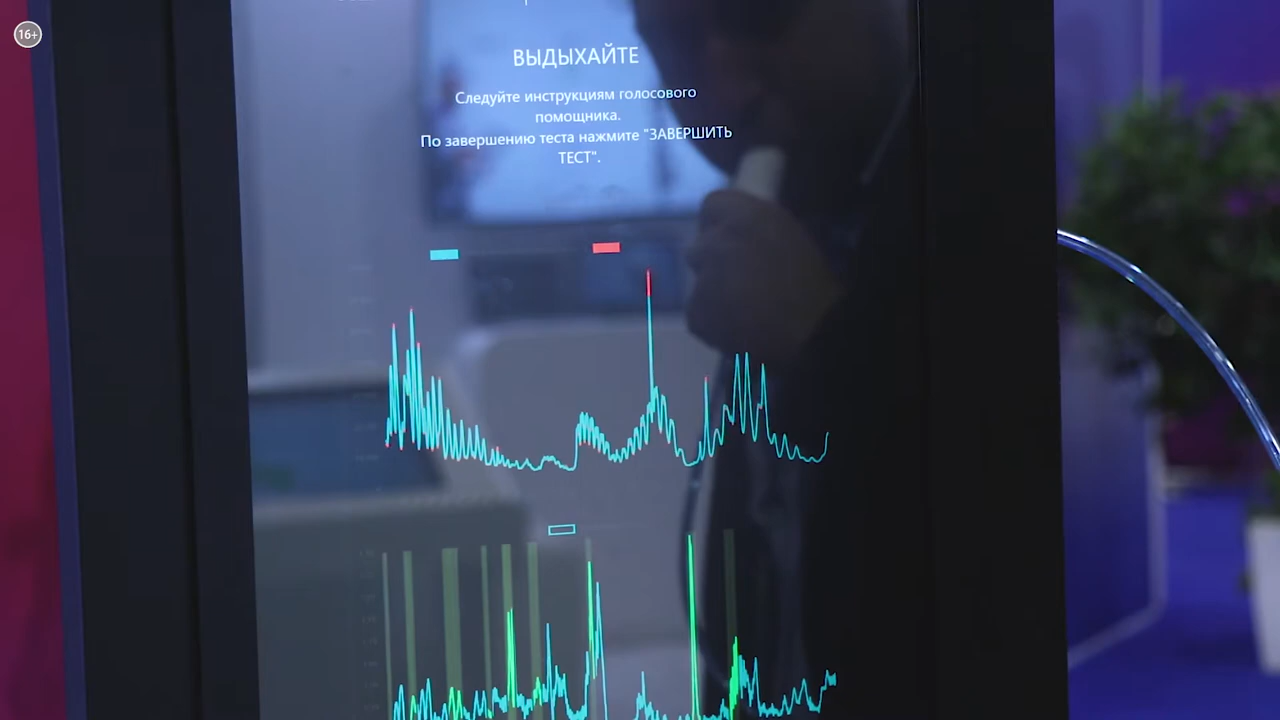 16+
ВЫДЫХАЙТЕ
Следуйте инструкциям голосового
помощника.
По завершению теста нажмите "ЗАВЕРШИТЬ
ТЕСТ".